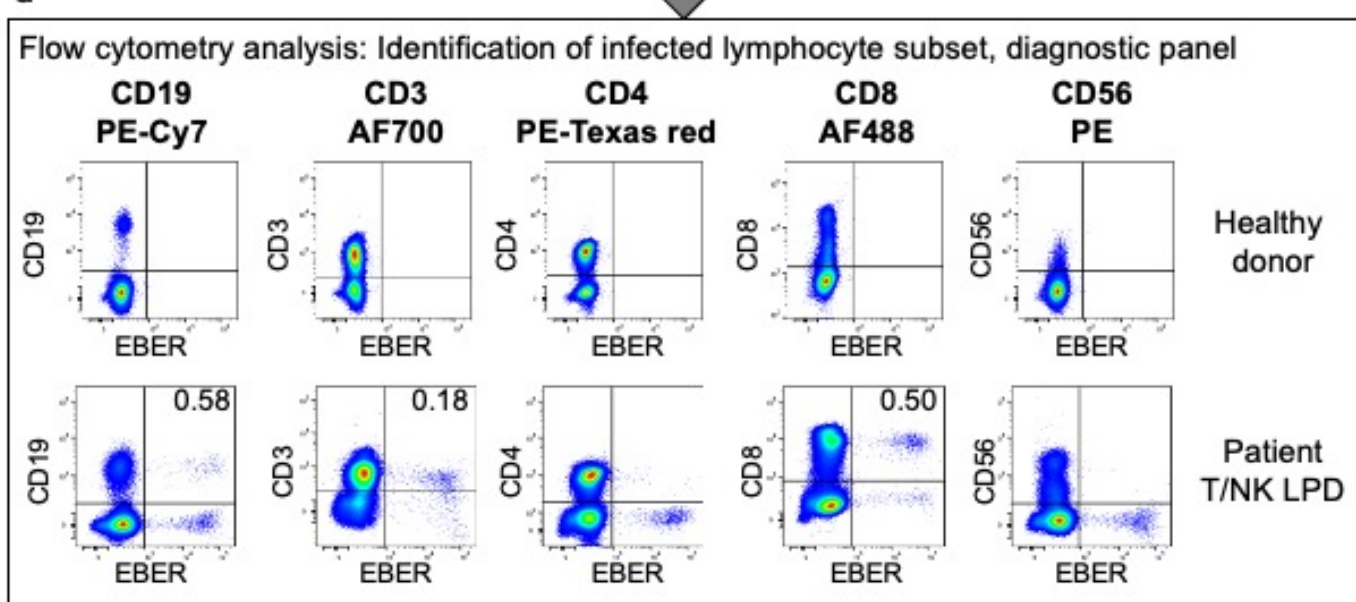 Flow cytometry analysis: Identification of infected lymphocyte subset, diagnostic panel
CD19 CD3 CD4 CD8 CD56
PE-Cy7 AF700 PE-Texas red AF488 PE
CD19 CD3 CD4 CD8 CD56
Healthy
donor
EBER EBER EBER EBER EBER
0.58 0.18 0.50
CD19 CD3 CD4 CD8 CD56
Patient
T/NK LPD
EBER EBER EBER EBER EBER